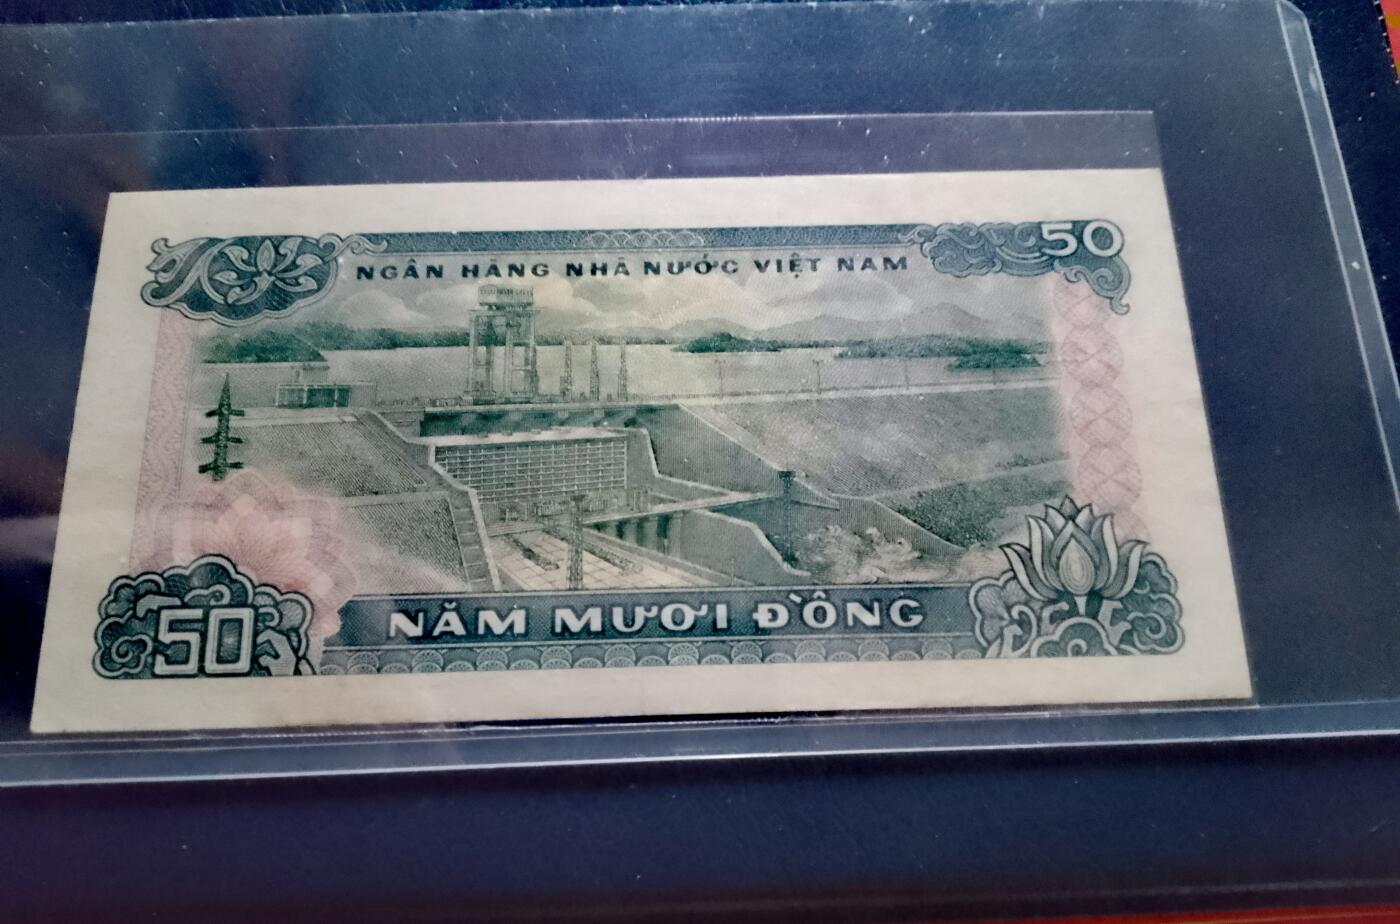 50
NGÂN HÀNG NHÀ NƯỚC VIỆT NAM
50
NĂM MƯƠI ĐỒNG